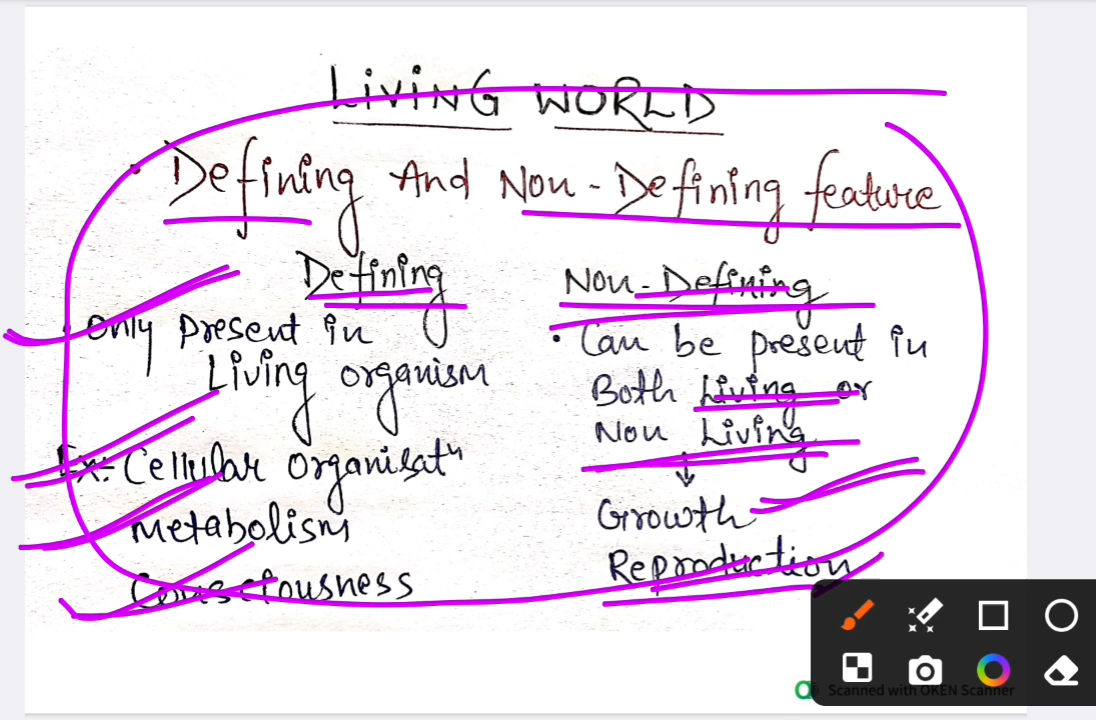 LIVING WORLD
• Defining And Non-Defining feature
Defining
• Only present in
Living organism
Ex:- Cellular organisatⁿ
Metabolism
Consciousness
Non-Defining
• Can be present in
Both Living or
Non Living
↓
Growth
Reproduction
Scanned with OKEN Scanner